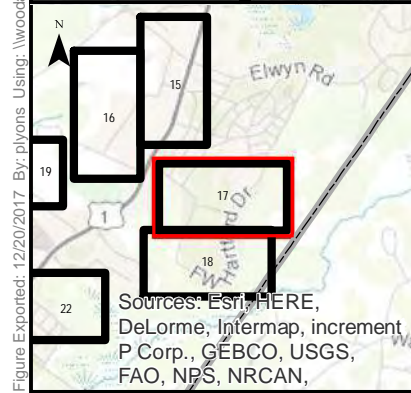 Figure Exported: 12/20/2017 By: plyons Using: \\woods
N
15
Elwyn Rd
16
19
17
1
Hartford Dr
18
FW
22
Sources: Esri, HERE,
DeLorme, Intermap, increment
P Corp., GEBCO, USGS,
FAO, NPS, NRCAN,